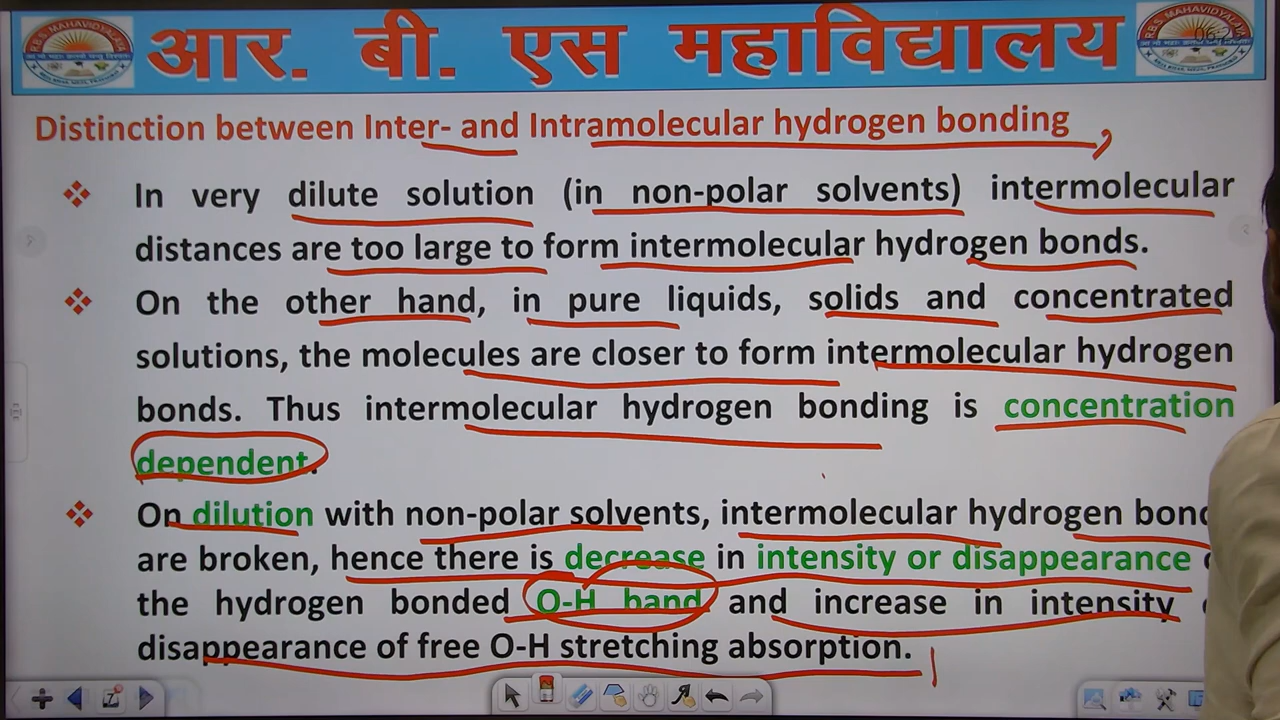 आर. बी. एस महाविद्यालय
R.B.S. MAHAVIDYALAYA
R.B.S. MAHAVIDYALAYA
Distinction between Inter- and Intramolecular hydrogen bonding
In very dilute solution (in non-polar solvents) intermolecular
distances are too large to form intermolecular hydrogen bonds.
On the other hand, in pure liquids, solids and concentrated
solutions, the molecules are closer to form intermolecular hydrogen
bonds. Thus intermolecular hydrogen bonding is concentration
dependent.
On dilution with non-polar solvents, intermolecular hydrogen bond
are broken, hence there is decrease in intensity or disappearance
the hydrogen bonded O-H band and increase in intensity
disappearance of free O-H stretching absorption.